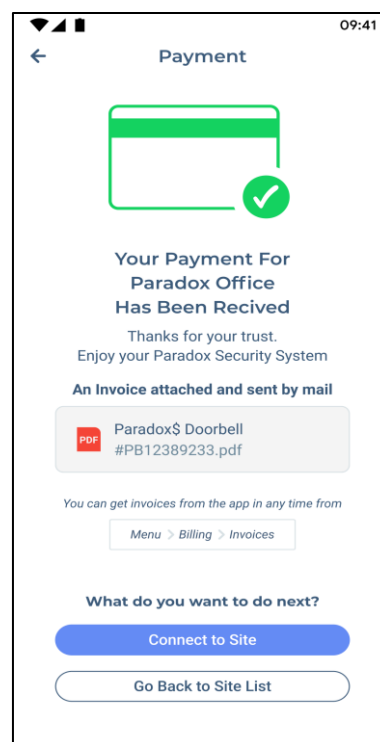 09:41
Payment
Your Payment For
Paradox Office
Has Been Recived
Thanks for your trust.
Enjoy your Paradox Security System
An Invoice attached and sent by mail
PDF
Paradox$ Doorbell
#PB12389233.pdf
You can get invoices from the app in any time from
Menu > Billing > Invoices
What do you want to do next?
Connect to Site
Go Back to Site List